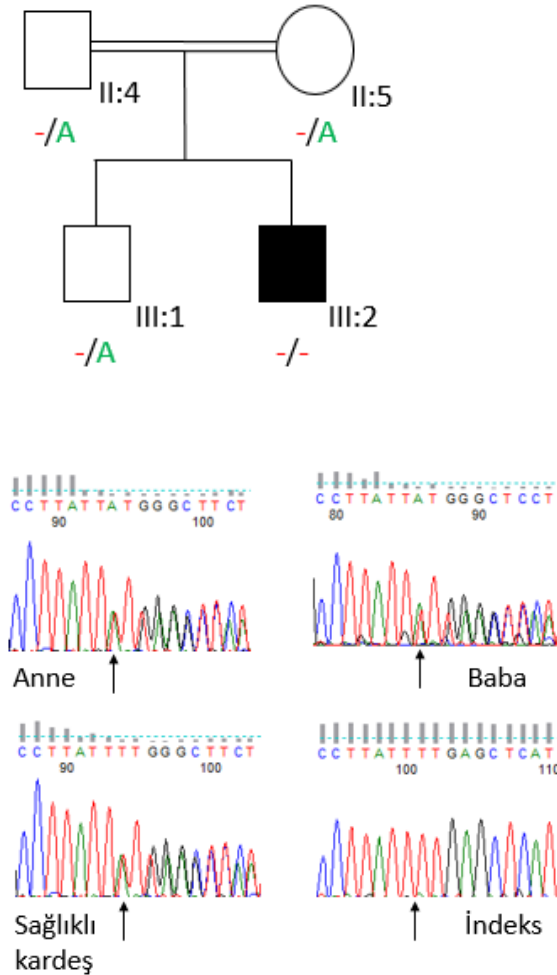 II:4
II:5
-/A
-/A
III:1
III:2
-/A
-/-
CCTTATTATGGGCTTCT
90 100
CCTTATTATGGGCTCCT
80 90
Anne
Baba
CCTTATTTTGGGCTTCT
90 100
CCTTATTTTGAGCTCAT
100 110
Sağlıklı
kardeş
İndeks